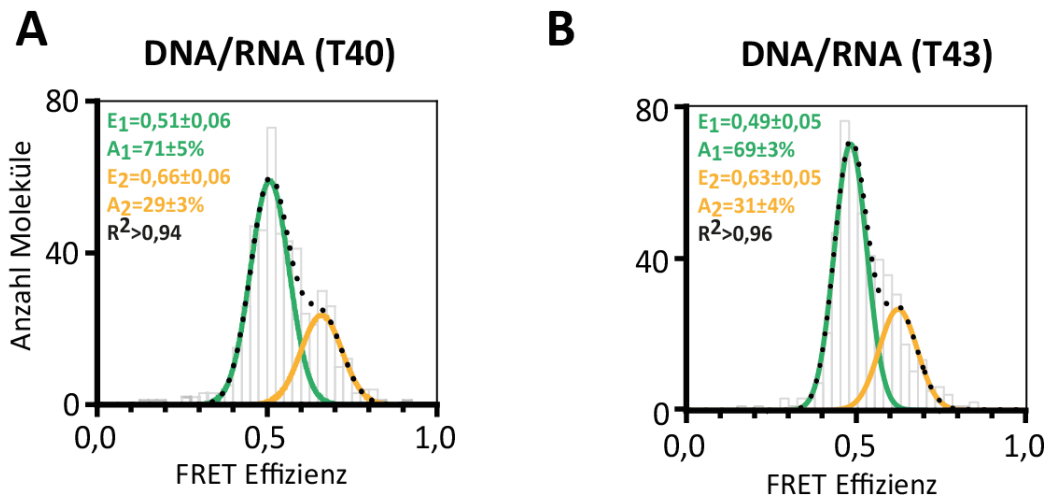 A
DNA/RNA (T40)
80
E1=0,51±0,06
A1=71±5%
E2=0,66±0,06
A2=29±3%
R2>0,94
40
0
Anzahl Moleküle
0,0
0,5
1,0
FRET Effizienz
B
DNA/RNA (T43)
80
E1=0,49±0,05
A1=69±3%
E2=0,63±0,05
A2=31±4%
R2>0,96
40
0
0,0
0,5
1,0
FRET Effizienz